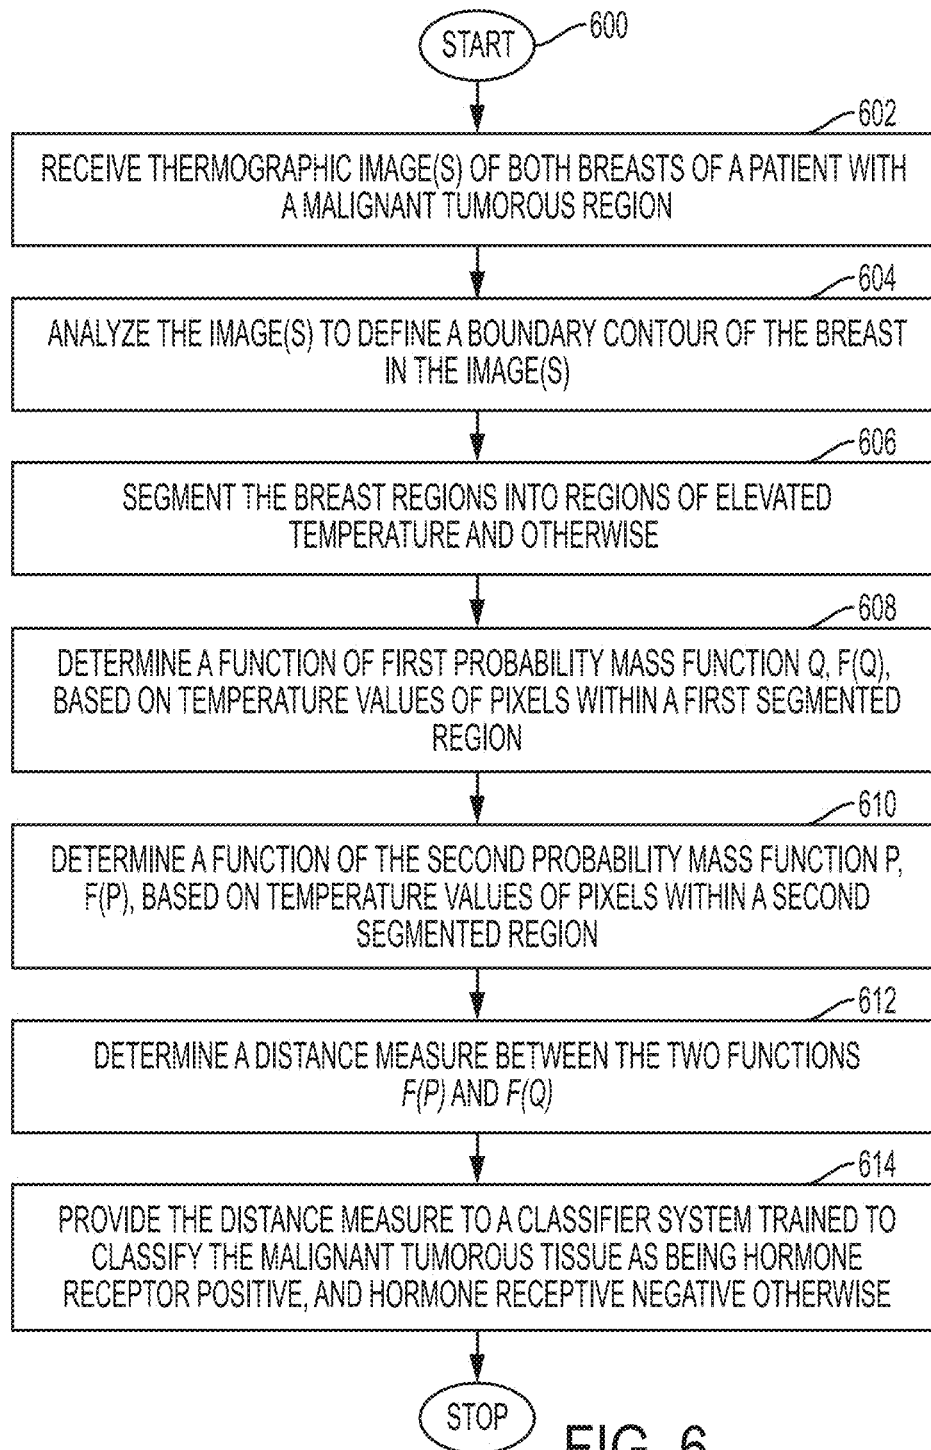 START
600
602
RECEIVE THERMOGRAPHIC IMAGE(S) OF BOTH BREASTS OF A PATIENT WITH
A MALIGNANT TUMOROUS REGION
604
ANALYZE THE IMAGE(S) TO DEFINE A BOUNDARY CONTOUR OF THE BREAST
IN THE IMAGE(S)
606
SEGMENT THE BREAST REGIONS INTO REGIONS OF ELEVATED
TEMPERATURE AND OTHERWISE
608
DETERMINE A FUNCTION OF FIRST PROBABILITY MASS FUNCTION Q, F(Q),
BASED ON TEMPERATURE VALUES OF PIXELS WITHIN A FIRST SEGMENTED
REGION
610
DETERMINE A FUNCTION OF THE SECOND PROBABILITY MASS FUNCTION P,
F(P), BASED ON TEMPERATURE VALUES OF PIXELS WITHIN A SECOND
SEGMENTED REGION
612
DETERMINE A DISTANCE MEASURE BETWEEN THE TWO FUNCTIONS
F(P) AND F(Q)
614
PROVIDE THE DISTANCE MEASURE TO A CLASSIFIER SYSTEM TRAINED TO
CLASSIFY THE MALIGNANT TUMOROUS TISSUE AS BEING HORMONE
RECEPTOR POSITIVE, AND HORMONE RECEPTIVE NEGATIVE OTHERWISE
STOP
FIG. 6